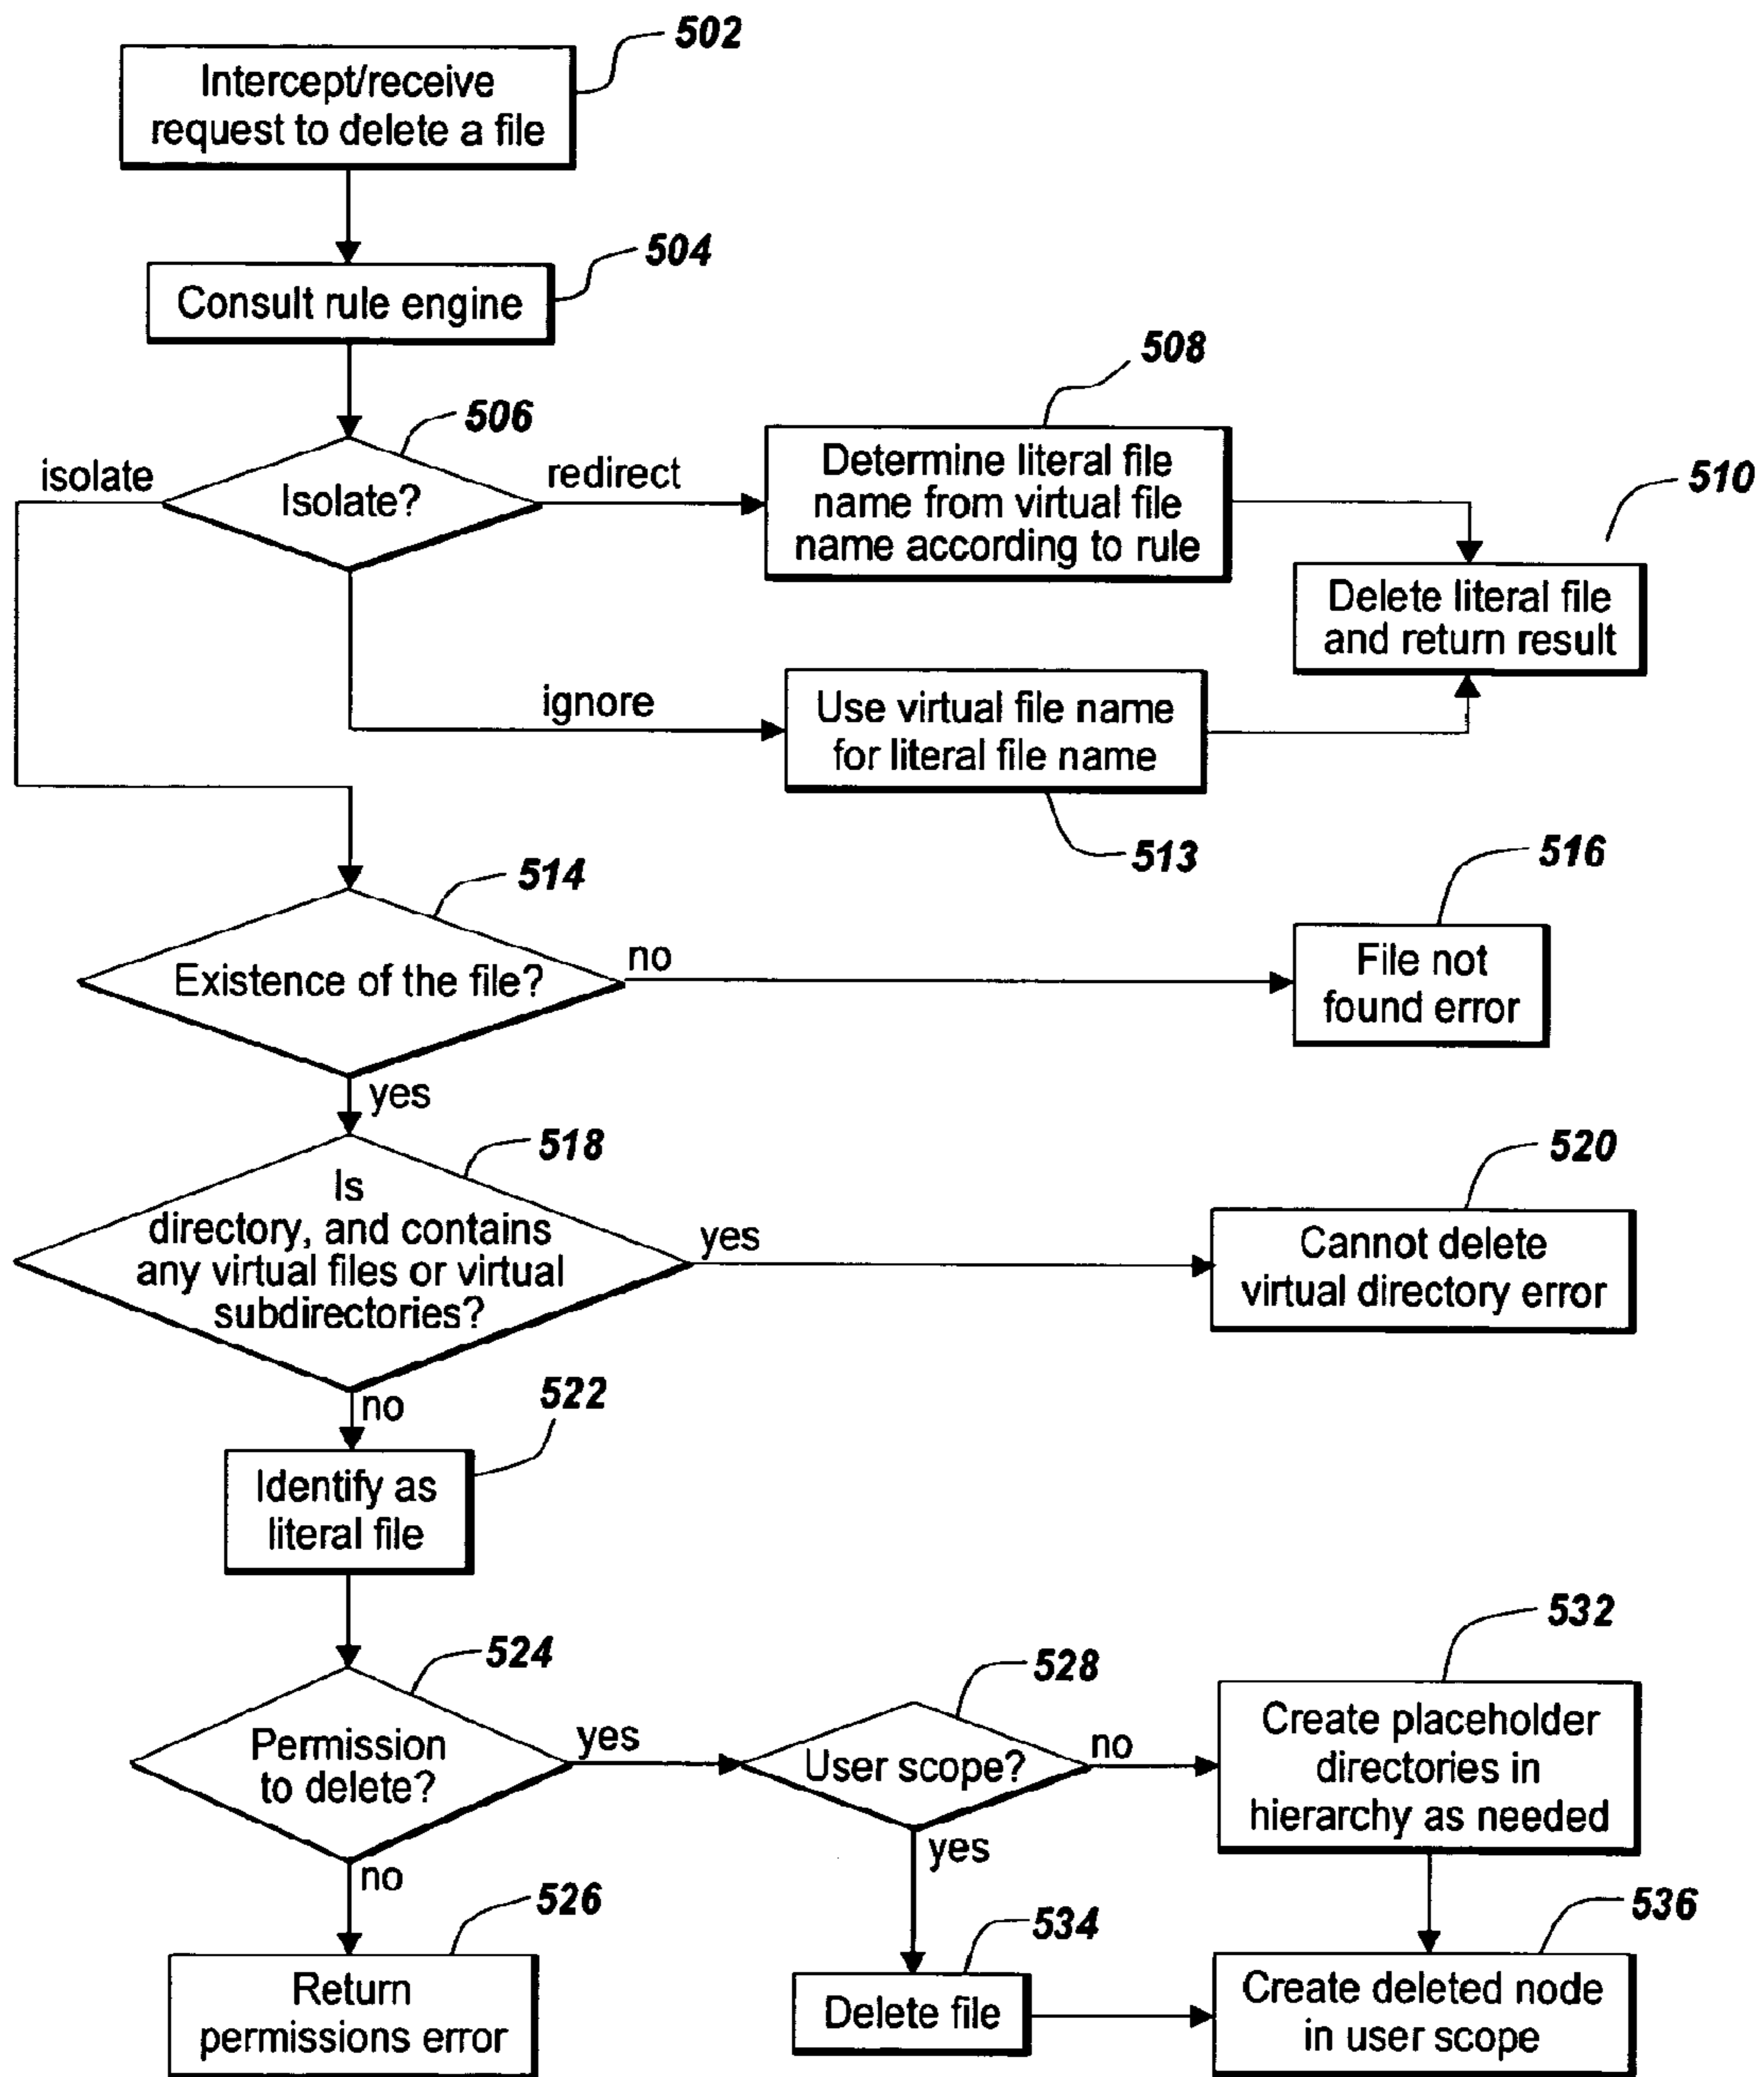 502
Intercept/receive
request to delete a file
504
Consult rule engine
506
isolate
Isolate?
redirect
508
Determine literal file
name from virtual file
name according to rule
510
Delete literal file
and return result
ignore
Use virtual file name
for literal file name
513
514
Existence of the file?
no
516
File not
found error
yes
518
Is
directory, and contains
any virtual files or virtual
subdirectories?
yes
520
Cannot delete
virtual directory error
no
522
Identify as
literal file
524
Permission
to delete?
yes
528
User scope?
no
532
Create placeholder
directories in
hierarchy as needed
no
526
Return
permissions error
yes
534
Delete file
536
Create deleted node
in user scope